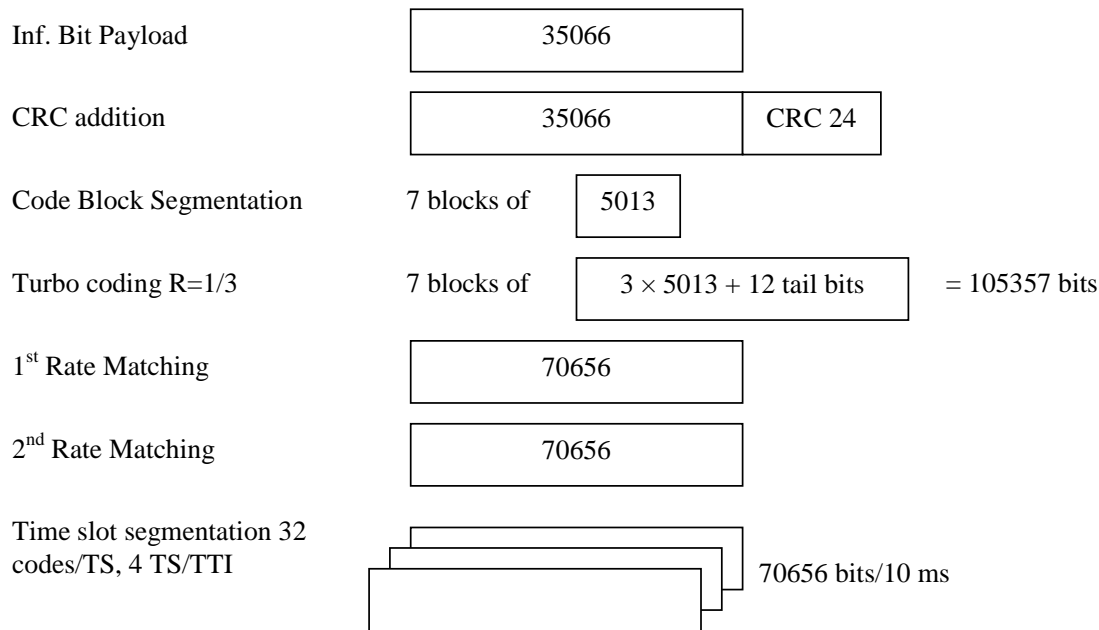 Inf. Bit Payload 35066
CRC addition 35066 CRC 24
Code Block Segmentation 7 blocks of 5013
Turbo coding R=1/3 7 blocks of 3 × 5013 + 12 tail bits = 105357 bits
1st Rate Matching 70656
2nd Rate Matching 70656
Time slot segmentation 32
codes/TS, 4 TS/TTI
70656 bits/10 ms